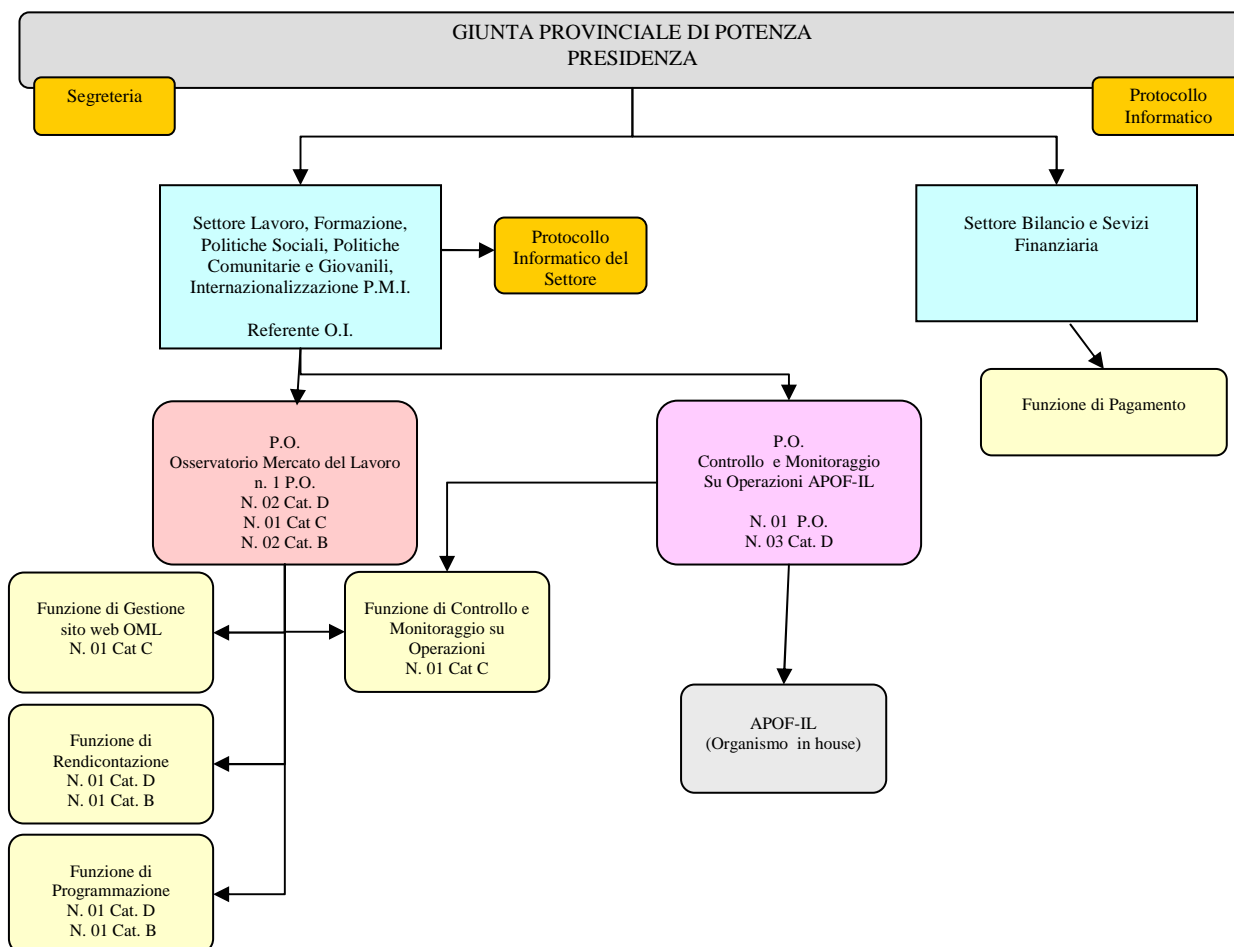 GIUNTA PROVINCIALE DI POTENZA
PRESIDENZA
Segreteria
Protocollo
Informatico
Settore Lavoro, Formazione,
Politiche Sociali, Politiche
Comunitarie e Giovanili,
Internazionalizzazione P.M.I.
Referente O.I.
Protocollo
Informatico del
Settore
Settore Bilancio e Sevizi
Finanziaria
P.O.
Osservatorio Mercato del Lavoro
n. 1 P.O.
N. 02 Cat. D
N. 01 Cat C
N. 02 Cat. B
P.O.
Controllo e Monitoraggio
Su Operazioni APOF-IL
N. 01 P.O.
N. 03 Cat. D
Funzione di Pagamento
Funzione di Gestione
sito web OML
N. 01 Cat C
Funzione di Controllo e
Monitoraggio su
Operazioni
N. 01 Cat C
Funzione di
Rendicontazione
N. 01 Cat. D
N. 01 Cat. B
APOF-IL
(Organismo in house)
Funzione di
Programmazione
N. 01 Cat. D
N. 01 Cat. B